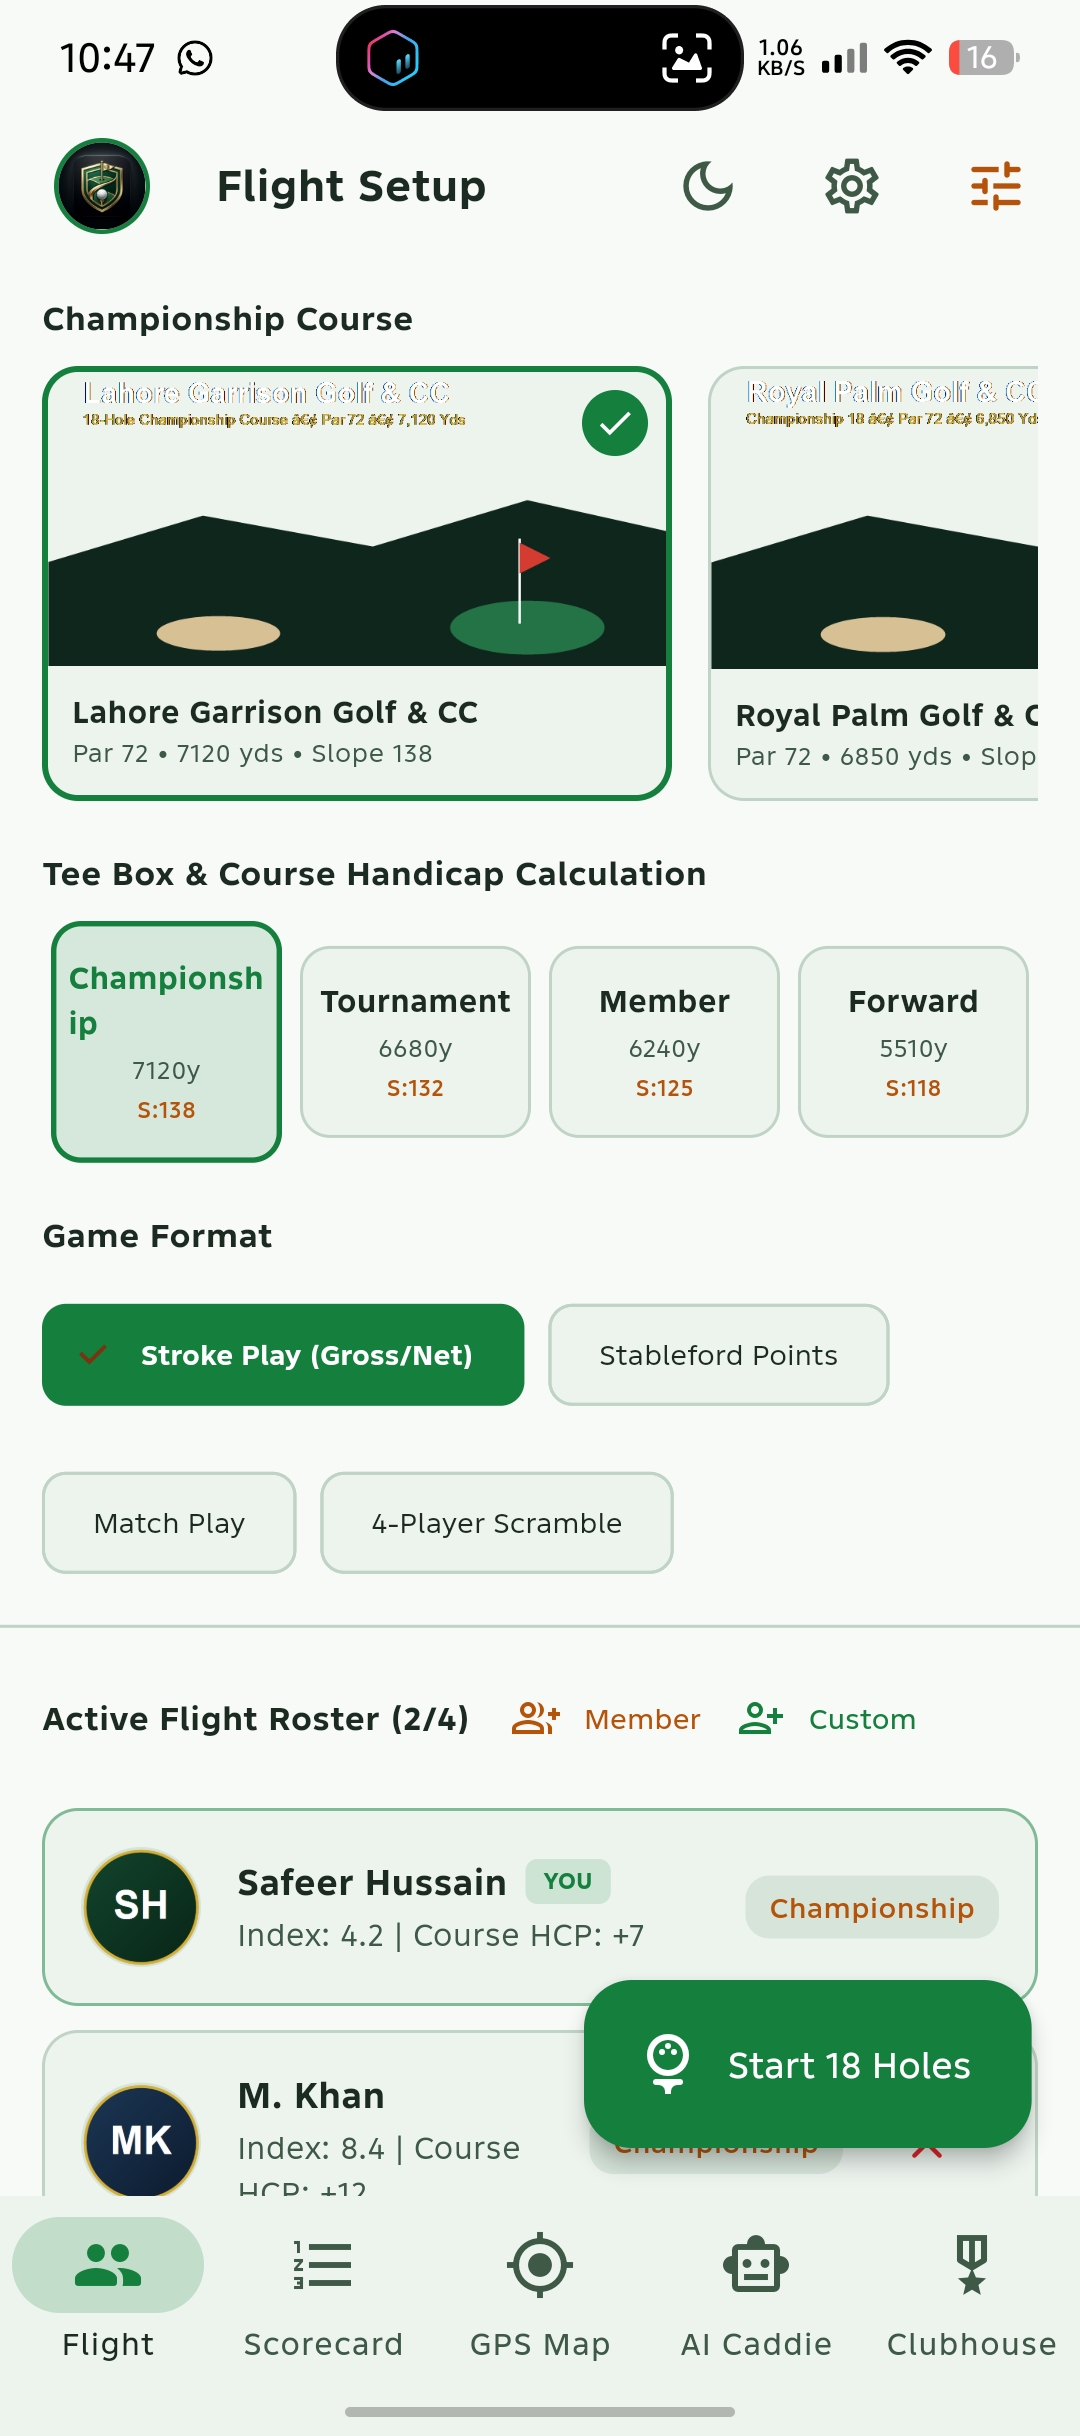 10:47
1.06
KB/S
16
Flight Setup
Championship Course
Lahore Garrison Golf & CC
18-Hole Championship Course • Par 72 • 7,120 Yds
Royal Palm Golf & CC
Championship 18 • Par 72 • 6,850 Yds
Lahore Garrison Golf & CC
Par 72 • 7120 yds • Slope 138
Royal Palm Golf & C
Par 72 • 6850 yds • Slop
Tee Box & Course Handicap Calculation
Championsh
ip
7120y
S:138
Tournament
6680y
S:132
Member
6240y
S:125
Forward
5510y
S:118
Game Format
Stroke Play (Gross/Net)
Stableford Points
Match Play
4-Player Scramble
Active Flight Roster (2/4)
Member
Custom
SH
Safeer Hussain
YOU
Index: 4.2 | Course HCP: +7
Championship
MK
M. Khan
Index: 8.4 | Course
HCP: +12
Championship
Start 18 Holes
Flight
Scorecard
GPS Map
AI Caddie
Clubhouse